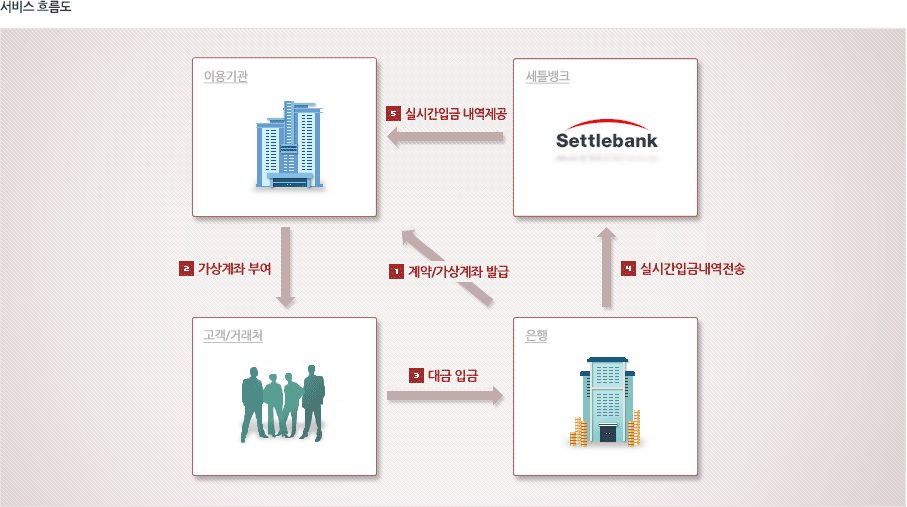 서비스 흐름도
이용기관
세틀뱅크
5 실시간입금 내역제공
Settlebank
2 가상계좌 부여
1 계약/가상계좌 발급
4 실시간입금내역전송
고객/거래처
은행
3 대금 입금